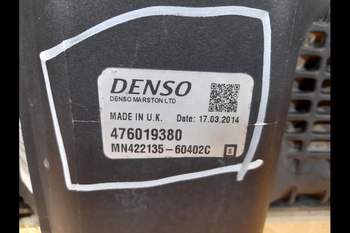 DENSO
DENSO MARSTON LTD
MADE IN U.K. Date: 17.03.2014
476019380
MN422135-60402C